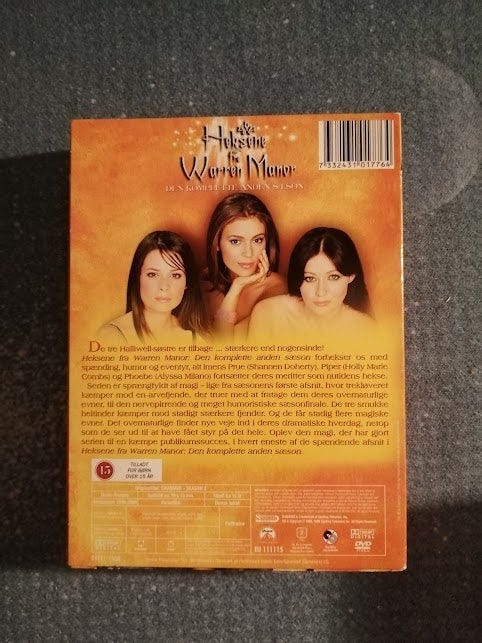 Heksene
fra
Warren Manor
DEN KOMPLETTE ANDEN SÆSON
7 332431 017764
De tre Halliwell-søstre er tilbage ... stærkere end nogensinde!
Heksene fra Warren Manor: Den komplette anden sæson forhekser os med
spænding, humor og eventyr, alt imens Prue (Shannen Doherty), Piper (Holly Marie
Combs) og Phoebe (Alyssa Milano) fortsætter deres meritter som nutidens hekse.
Serien er sprængfyldt af magi – lige fra sæsonens første afsnit, hvor trekløveret
kæmper mod en arvefjende, der truer med at fratage dem deres overnaturlige
evner, til den nervepirrende og meget humoristiske sæsonfinale. De tre smukke
heltinder kæmper mod stadigt stærkere fjender. Og de får stadig flere magiske
evner. Det overnaturlige finder nye veje ind i deres dramatiske hverdag, netop
som de ser ud til at have fået styr på det hele. Oplev den magi, der har gjort
serien til en kæmpe publikumssucces, i hvert eneste af de spændende afsnit i
Heksene fra Warren Manor: Den komplette anden sæson.
15
TILLADT
FOR BØRN
OVER 15 ÅR
DOLBY
DIGITAL
DVD